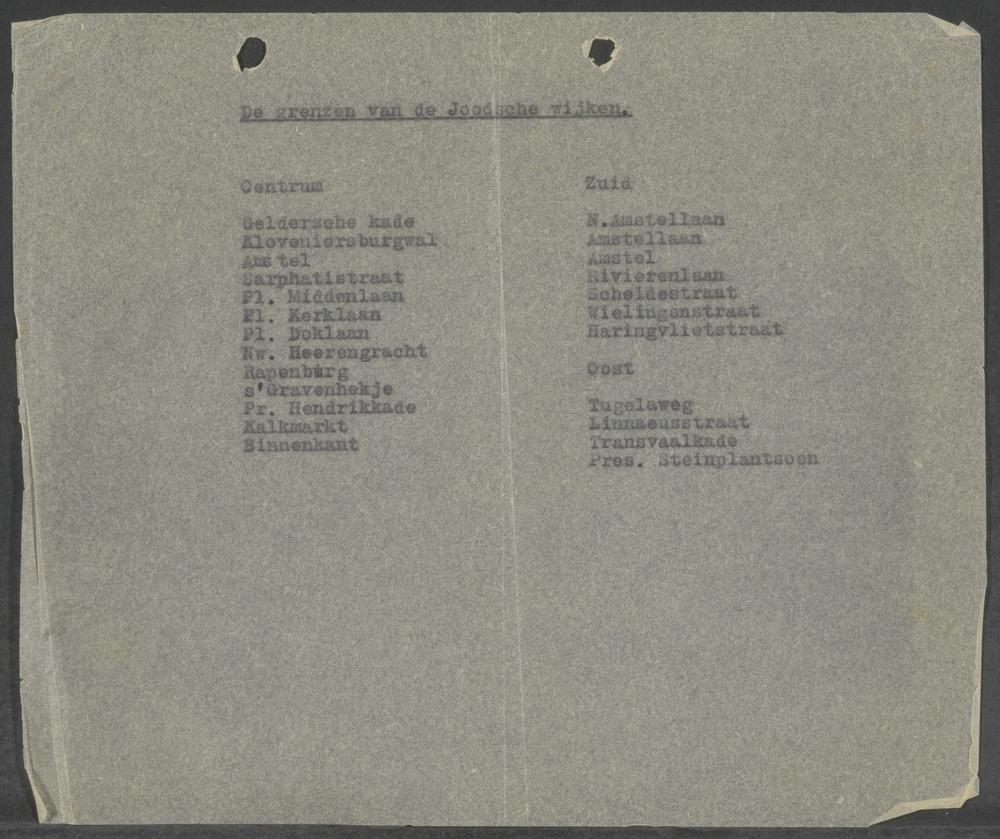 De grenzen van de Joodsche wijken.
Centrum
Geldersche kade
Kloveniersburgwal
Amstel
Sarphatistraat
Pl. Middenlaan
Pl. Kerklaan
Pl. Doklaan
Nw. Heerengracht
Rapenburg
s'Gravenhekje
Pr. Hendrikkade
Kalkmarkt
Binnenkant
Zuid
N.Amstellaan
Amstellaan
Amstel
Rivierenlaan
Scheldestraat
Wielingenstraat
Haringvlietstraat
Oost
Tugelaweg
Linnaeusstraat
Transvaalkade
Pres. Steinplantsoen